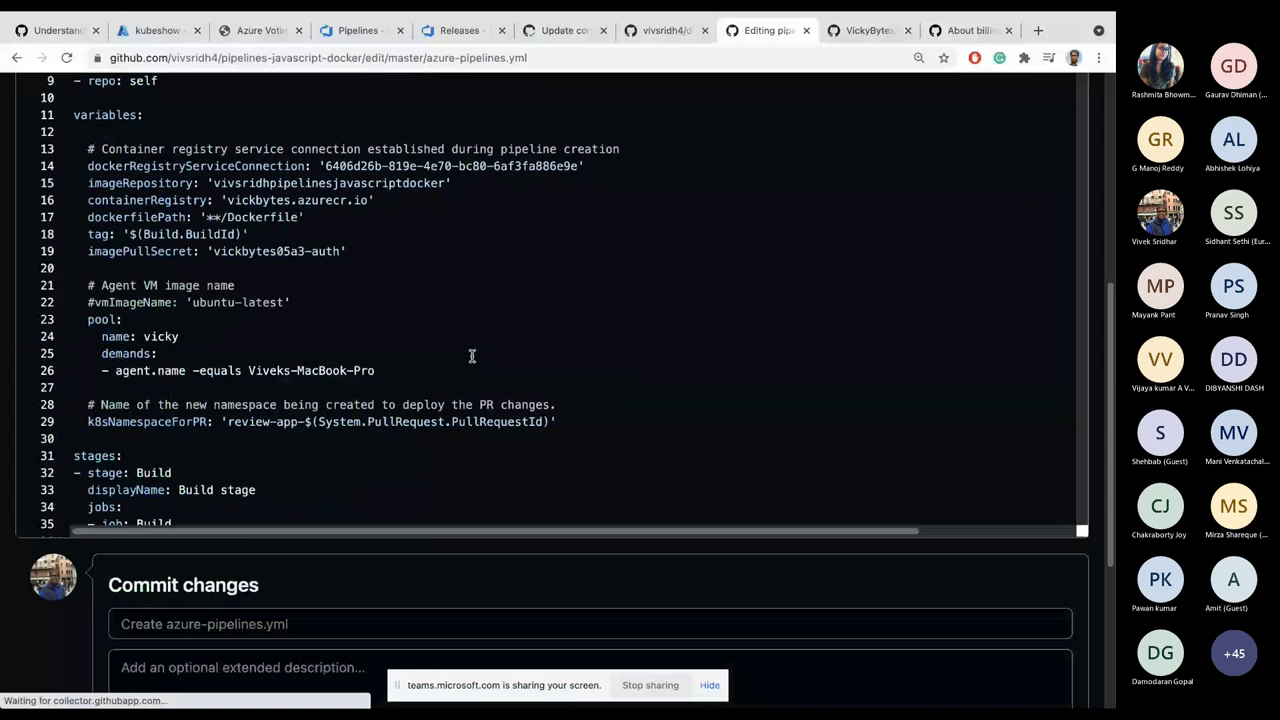 Understand
kubeshow -
Azure Votin
Pipelines -
Releases -
Update con
vivsridh4/d
Editing pipe
VickyBytes
About billin
github.com/vivsridh4/pipelines-javascript-docker/edit/master/azure-pipelines.yml
9 - repo: self
10
11 variables:
12
13 # Container registry service connection established during pipeline creation
14 dockerRegistryServiceConnection: '6406d26b-819e-4e70-bc80-6af3fa886e9e'
15 imageRepository: 'vivsridhpipelinesjavascriptdocker'
16 containerRegistry: 'vickbytes.azurecr.io'
17 dockerfilePath: '**/Dockerfile'
18 tag: '$(Build.BuildId)'
19 imagePullSecret: 'vickbytes05a3-auth'
20
21 # Agent VM image name
22 #vmImageName: 'ubuntu-latest'
23 pool:
24 name: vicky
25 demands:
26 - agent.name -equals Viveks-MacBook-Pro
27
28 # Name of the new namespace being created to deploy the PR changes.
29 k8sNamespaceForPR: 'review-app-$(System.PullRequest.PullRequestId)'
30
31 stages:
32 - stage: Build
33 displayName: Build stage
34 jobs:
35 - job: Build
Commit changes
Create azure-pipelines.yml
Add an optional extended description...
teams.microsoft.com is sharing your screen.
Stop sharing
Hide
Waiting for collector.githubapp.com...
Rashmita Bhowm...
GD
Gaurav Dhiman (...
GR
G Manoj Reddy
AL
Abhishek Lohiya
Vivek Sridhar
SS
Sidhant Sethi (Eur...
MP
Mayank Pant
PS
Pranav Singh
VV
Vijaya kumar A V...
DD
DIBYANSHI DASH
S
Shehbab (Guest)
MV
Mani Venkatachal...
CJ
Chakraborty Joy
MS
Mirza Shareque (...
PK
Pawan kumar
A
Amit (Guest)
DG
Damodaran Gopal
+45